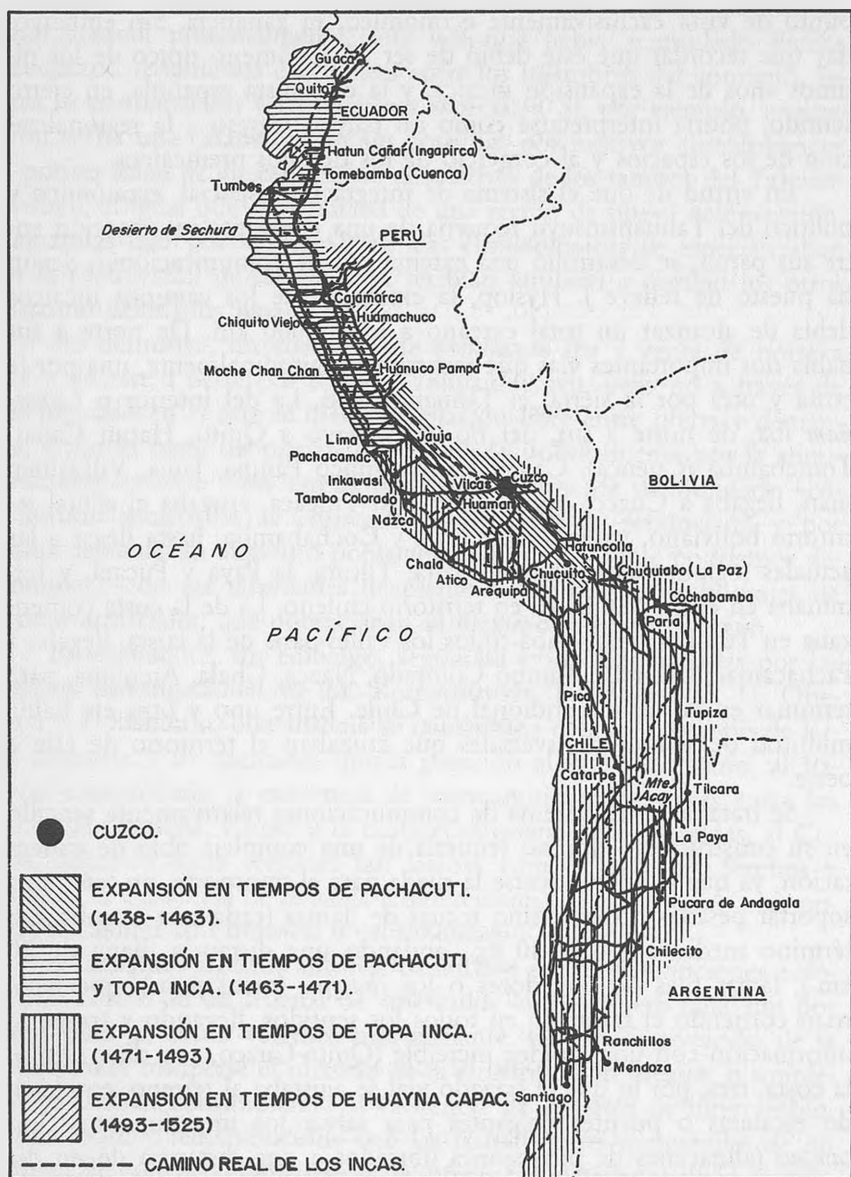 Guaca
Quito
ECUADOR
Hatun Cañar (Ingapirca)
Tomebamba (Cuenca)
Tumbes
Desierto de Sechura
PERÚ
Cajamarca
Huamachuco
Chiquito Viejo
Moche Chan Chan
Huanuco Pampa
Lima
Jauja
Pachacamac
Inkawasi
Vilcas
Cuzco
BOLIVIA
Tambo Colorado
Huaman
Nazca
OCÉANO
Hatuncolla
Chala
Chucuito
Chuquiabo (La Paz)
Atico
Arequipa
Cochabamba
Paria
PACÍFICO
Pica
Tupiza
CHILE
Catarbe
Mte.
Acay
Tilcara
La Paya
Pucara de Andagala
Chilecito
ARGENTINA
Ranchillos
Mendoza
Santiago
CUZCO.
EXPANSIÓN EN TIEMPOS DE PACHACUTI.
(1438-1463).
EXPANSIÓN EN TIEMPOS DE PACHACUTI
y TOPA INCA. (1463-1471).
EXPANSIÓN EN TIEMPOS DE TOPA INCA.
(1471-1493)
EXPANSIÓN EN TIEMPOS DE HUAYNA CAPAC.
(1493-1525)
CAMINO REAL DE LOS INCAS.